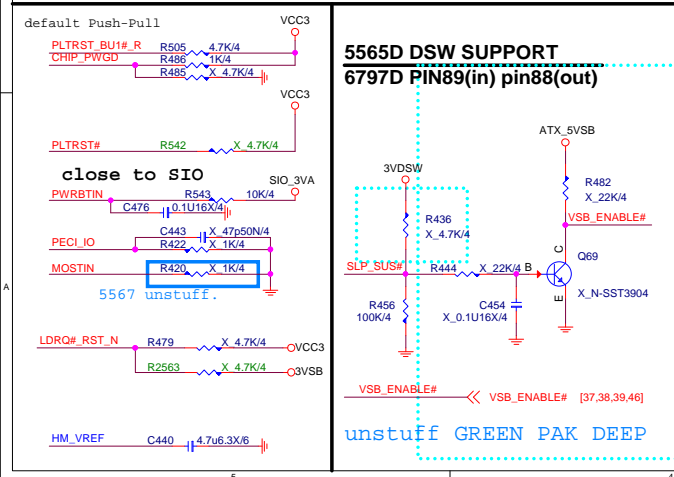 default Push-Pull
VCC3
PLTRST_BU1#_R R505 4.7K/4
CHIP_PWGD R486 1K/4
R485 X_4.7K/4
VCC3
PLTRST# R542 X_4.7K/4
close to SIO
SIO_3VA
PWRBTIN R543 10K/4
C476 0.1U16X/4
C443 X_47p50N/4
PECI_IO R422 X_1K/4
MOSTIN R420 X_1K/4
5567 unstuff.
LDRQ#_RST_N R479 X_4.7K/4 VCC3
R2563 X_4.7K/4 3VSB
HM_VREF C440 4.7u6.3X/6
A
5565D DSW SUPPORT
6797D PIN89(in) pin88(out)
ATX_5VSB
3VDSW
R482
X_22K/4
R436
X_4.7K/4
VSB_ENABLE#
C
Q69
SLP_SUS# R444 X_22K/4 B
E
X_N-SST3904
R456
100K/4
C454
X_0.1U16X/4
VSB_ENABLE# VSB_ENABLE# [37,38,39,46]
unstuff GREEN PAK DEEP
5
4